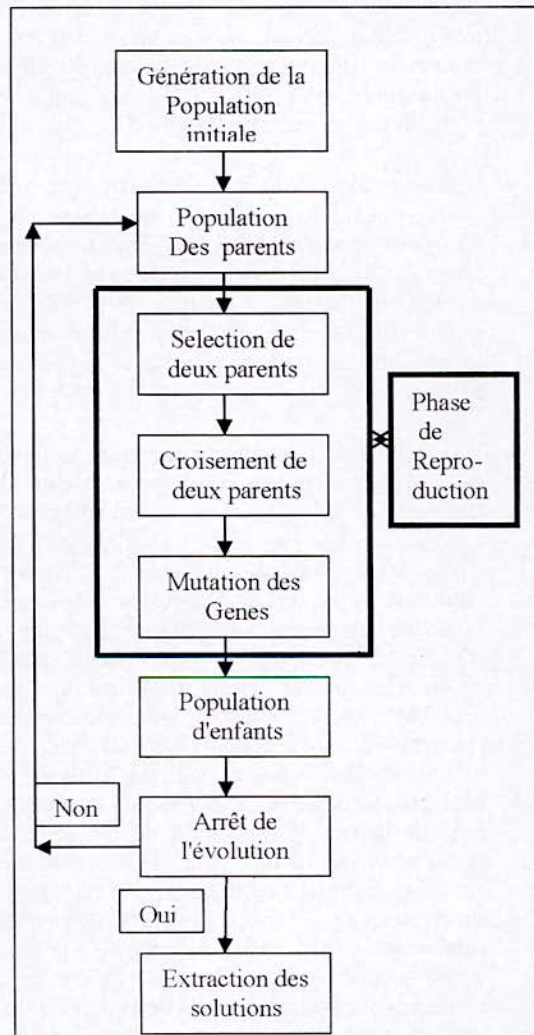 Génération de la
Population
initiale
Population
Des parents
Selection de
deux parents
Croisement de
deux parents
Mutation des
Genes
Phase
de
Repro-
duction
Population
d'enfants
Non
Arrêt de
l'évolution
Oui
Extraction des
solutions